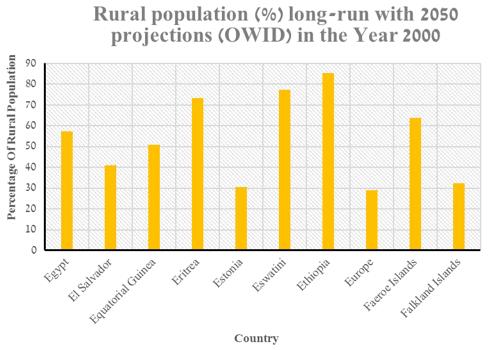 Rural population (%) long-run with 2050
projections (OWID) in the Year 2000
Percentage Of Rural Population
90
80
70
60
50
40
30
20
10
0
Egypt
El Salvador
Equatorial Guinea
Eritrea
Estonia
Eswatini
Ethiopia
Europe
Faeroe Islands
Falkland Islands
Country